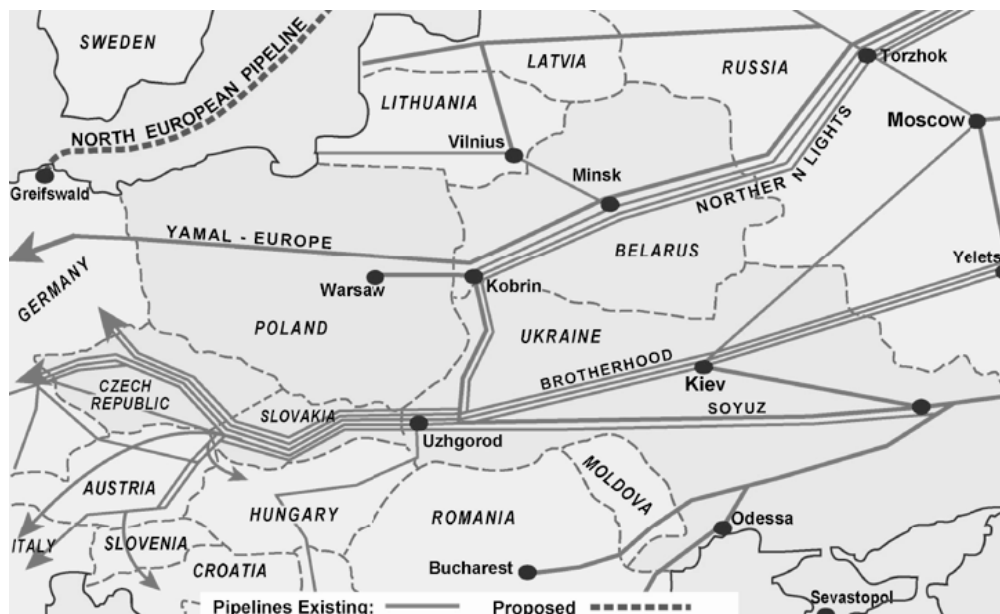 SWEDEN
NORTH EUROPEAN PIPELINE
Greifswald
LATVIA
LITHUANIA
Vilnius
RUSSIA
Torzhok
Moscow
Minsk
NORTHERN LIGHTS
BELARUS
Yelets
YAMAL - EUROPE
Warsaw
Kobrin
GERMANY
POLAND
UKRAINE
BROTHERHOOD
Kiev
SOYUZ
CZECH
REPUBLIC
SLOVAKIA
Uzhgorod
AUSTRIA
HUNGARY
ROMANIA
MOLDOVA
Odessa
ITALY
SLOVENIA
CROATIA
Bucharest
Sevastopol
Pipelines Existing: Proposed